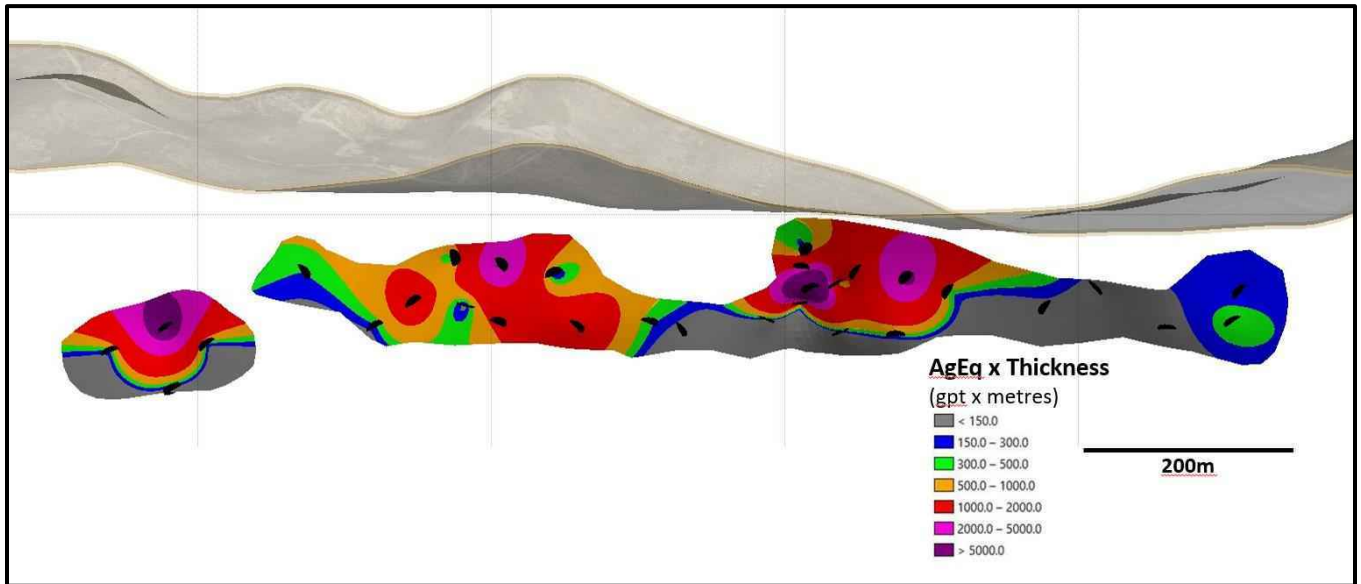 AgEq x Thickness
(gpt x metres)
< 150.0
150.0 – 300.0
300.0 – 500.0
500.0 – 1000.0
1000.0 – 2000.0
2000.0 – 5000.0
> 5000.0
200m